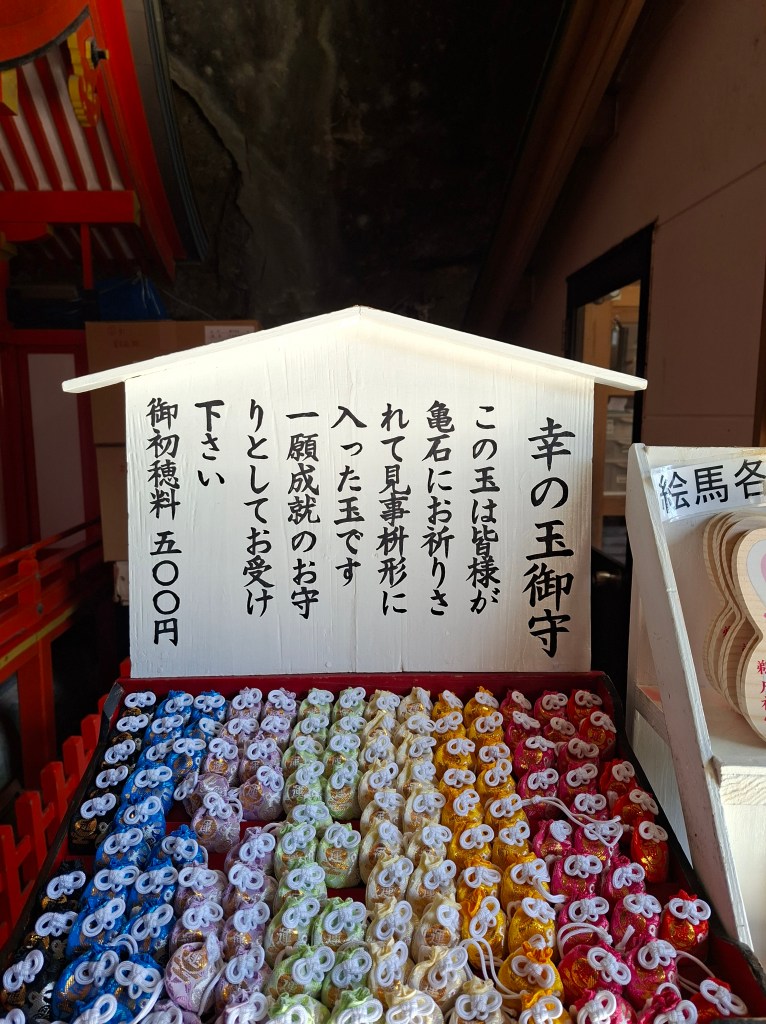 幸の玉御守
この玉は皆様が
亀石にお祈りさ
れて見事枡形に
入った玉です
一願成就のお守
りとしてお受け
下さい
御初穂料 五〇〇円
絵馬各